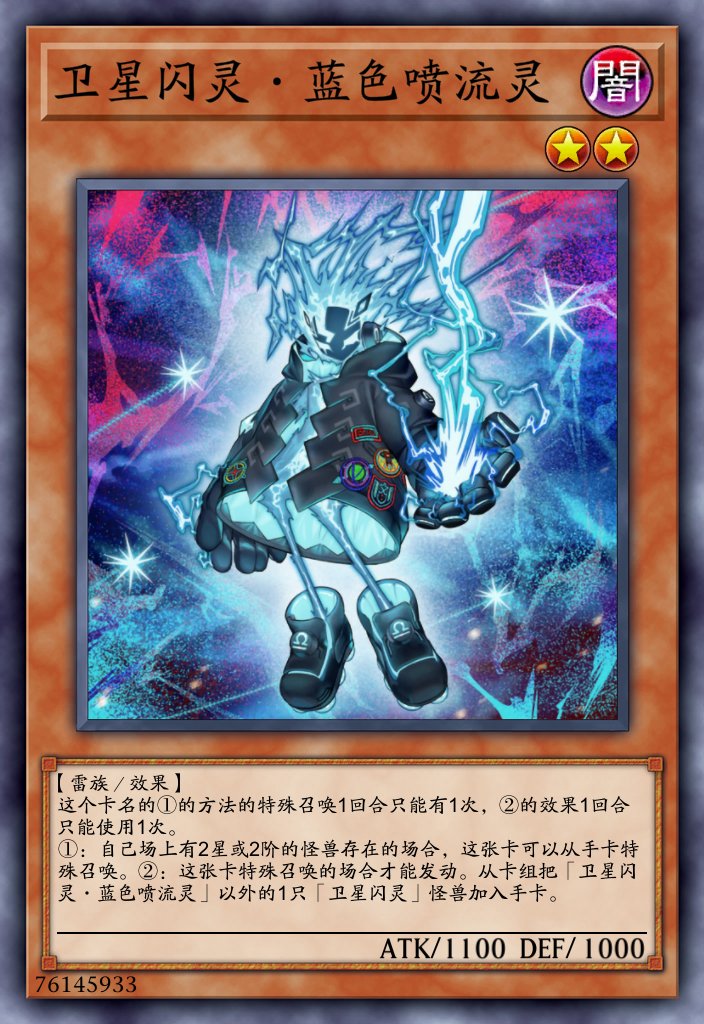 卫星闪灵·蓝色喷流灵
闇
【雷族/效果】
这个卡名的①的方法的特殊召唤1回合只能有1次，②的效果1回合
只能使用1次。
①：自己场上有2星或2阶的怪兽存在的场合，这张卡可以从手卡特
殊召唤。②：这张卡特殊召唤的场合才能发动。从卡组把「卫星闪
灵·蓝色喷流灵」以外的1只「卫星闪灵」怪兽加入手卡。
ATK/1100 DEF/1000
76145933